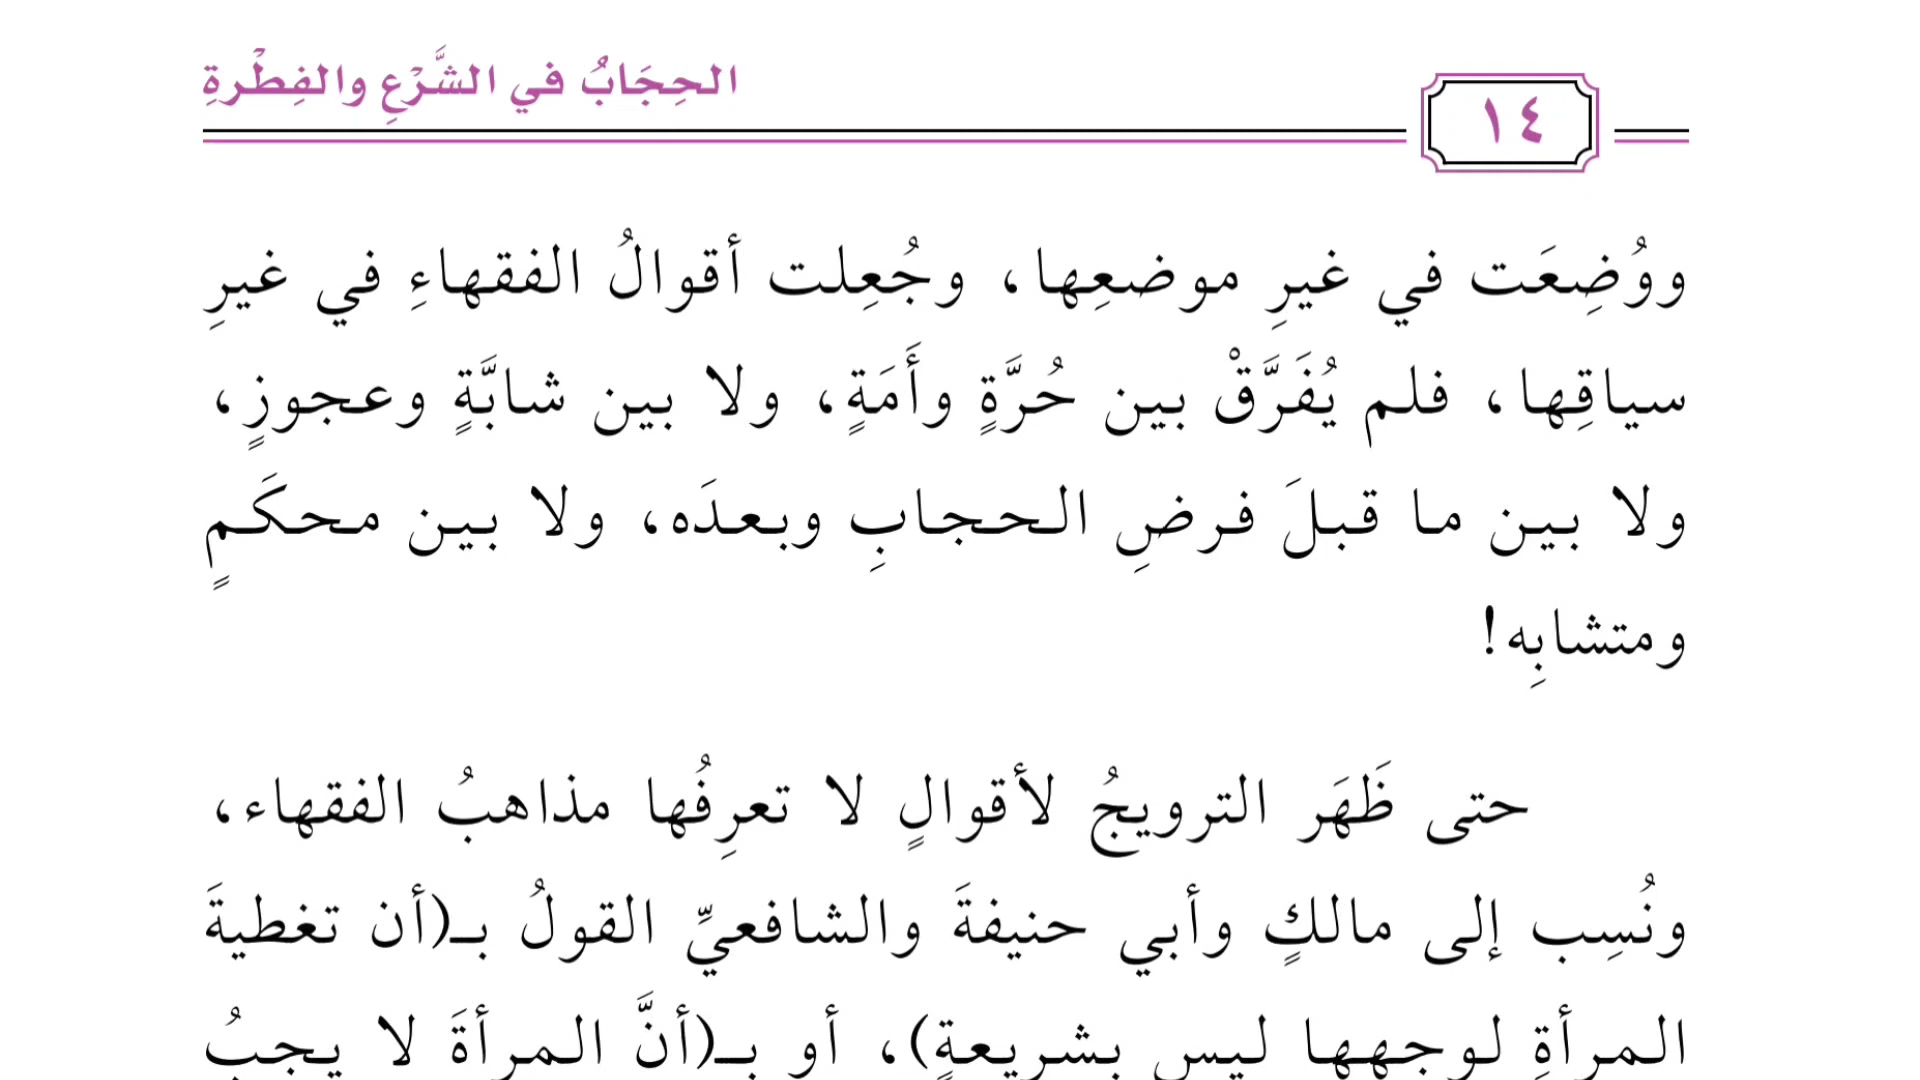 الحِجَابُ في الشَّرْعِ والفِطْرةِ
١٤
ووُضِعَت في غيرِ موضعِها، وجُعِلت أقوالُ الفقهاءِ في غيرِ
سياقِها، فلم يُفَرَّقْ بين حُرَّةٍ وأَمَةٍ، ولا بين شابَّةٍ وعجوزٍ،
ولا بين ما قبلَ فرضِ الحجابِ وبعدَه، ولا بين محكَمٍ
ومتشابِه!
حتى ظَهَر الترويجُ لأقوالٍ لا تعرِفُها مذاهبُ الفقهاء،
ونُسِب إلى مالكٍ وأبي حنيفةَ والشافعيِّ القولُ بـ(أن تغطيةَ
المرأةِ لوجهها ليس بشريعةٍ)، أو بـ(أنَّ المرأةَ لا يجبُ